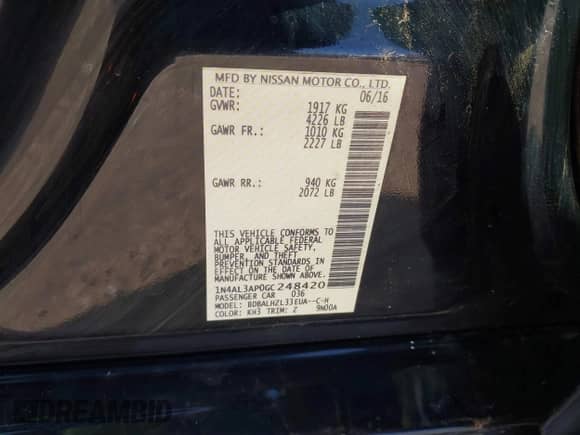 MFD BY NISSAN MOTOR CO., LTD.
DATE: 06/16
GVWR: 1917 KG
4226 LB
GAWR FR.: 1010 KG
2227 LB
GAWR RR.: 940 KG
2072 LB
THIS VEHICLE CONFORMS TO
ALL APPLICABLE FEDERAL
MOTOR VEHICLE SAFETY,
BUMPER, AND THEFT
PREVENTION STANDARDS IN
EFFECT ON THE DATE OF
MANUFACTURE SHOWN ABOVE.
1N4AL3AP0GC248420
PASSENGER CAR 036
MODEL: BDBALHZL33EUA--C-H
COLOR: KH3 TRIM: Z 9N00A
DREAMBID